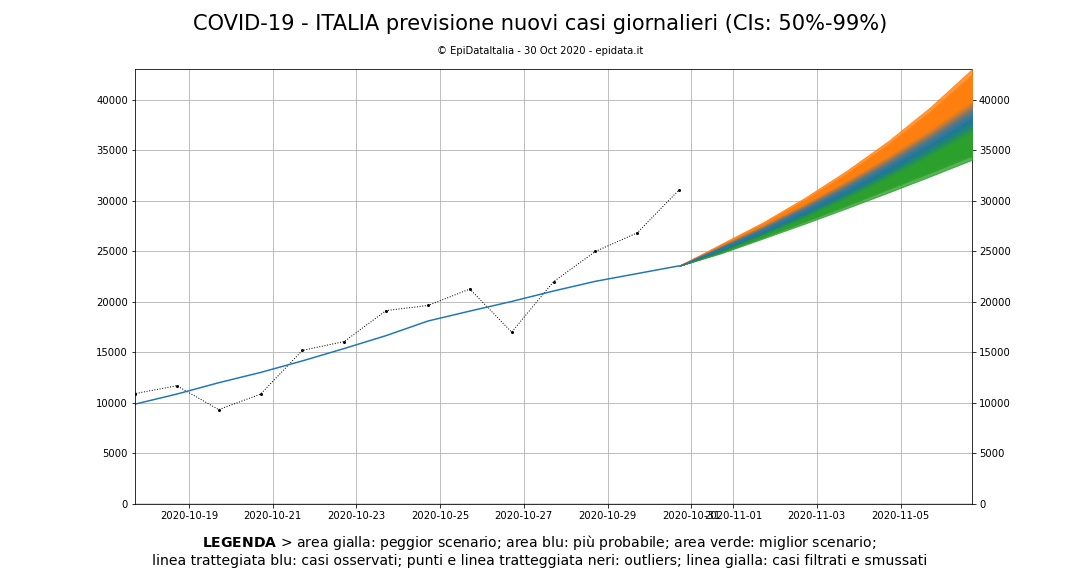 COVID-19 - ITALIA previsione nuovi casi giornalieri (CIs: 50%-99%)
© EpiDataItalia - 30 Oct 2020 - epidata.it
40000 40000
35000 35000
30000 30000
25000 25000
20000 20000
15000 15000
10000 10000
5000 5000
0 0
2020-10-19 2020-10-21 2020-10-23 2020-10-25 2020-10-27 2020-10-29 2020-10-31 2020-11-01 2020-11-03 2020-11-05
LEGENDA > area gialla: peggior scenario; area blu: più probabile; area verde: miglior scenario;
linea trattegiata blu: casi osservati; punti e linea tratteggiata neri: outliers; linea gialla: casi filtrati e smussati